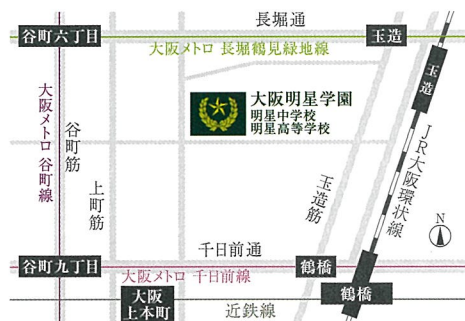 長堀通
谷町六丁目
玉造
大阪メトロ 長堀鶴見緑地線
玉造
大阪明星学園
明星中学校
明星高等学校
大阪メトロ 谷町線
谷町筋
上町筋
玉造筋
JR大阪環状線
N
千日前通
谷町九丁目
鶴橋
大阪メトロ 千日前線
鶴橋
大阪
上本町
近鉄線